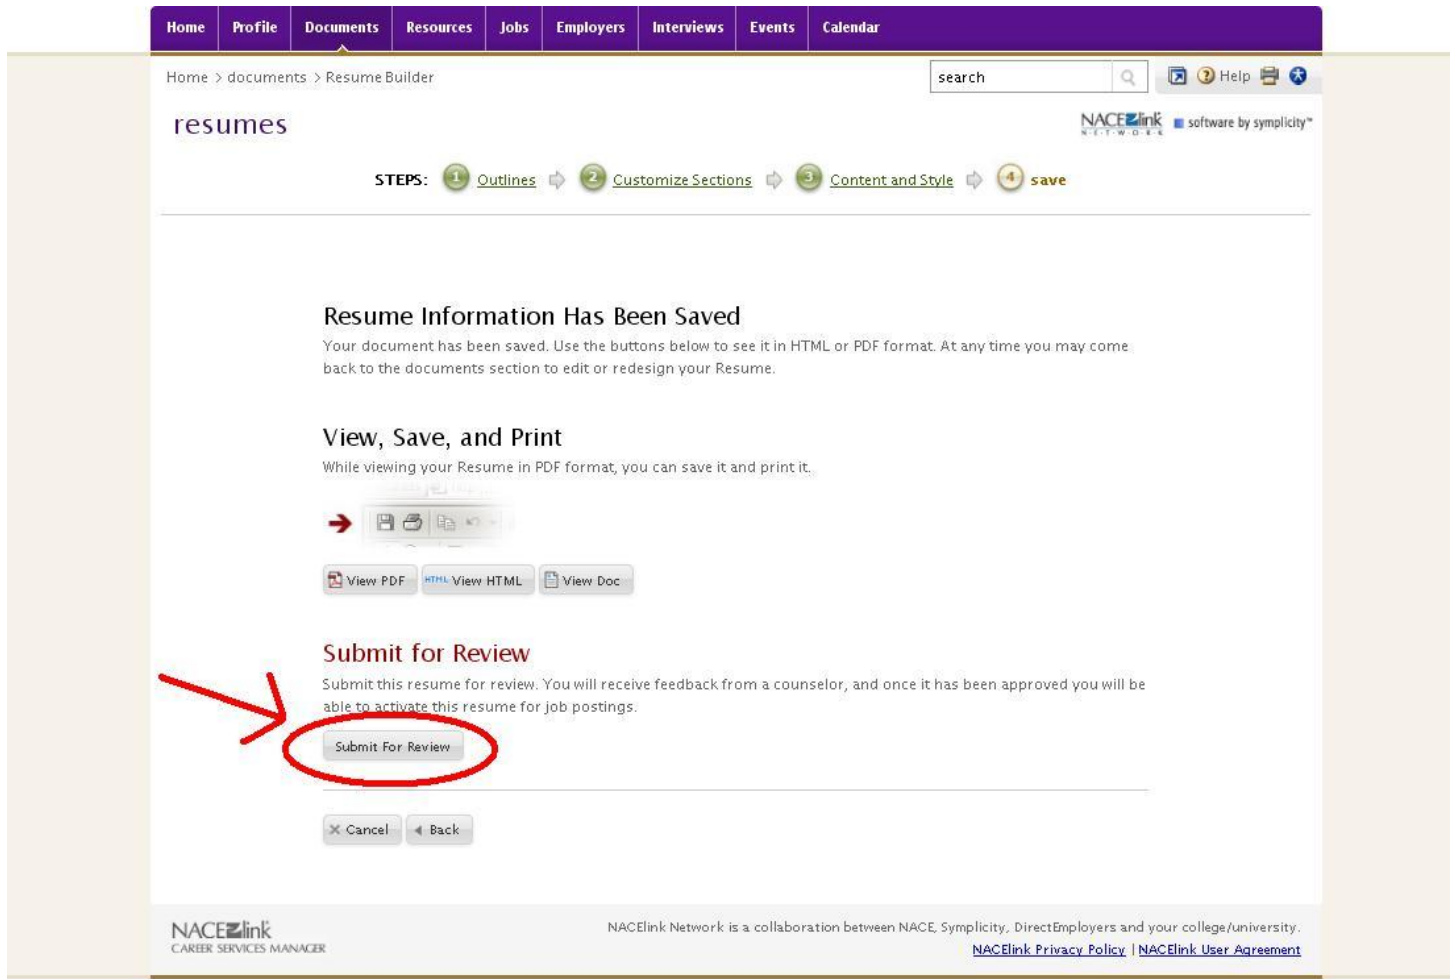 Home Profile Documents Resources Jobs Employers Interviews Events Calendar
Home > documents > Resume Builder
search
Help
resumes
NACElink NETWORK software by symplicity™
STEPS: 1 Outlines 2 Customize Sections 3 Content and Style 4 save
Resume Information Has Been Saved
Your document has been saved. Use the buttons below to see it in HTML or PDF format. At any time you may come
back to the documents section to edit or redesign your Resume.
View, Save, and Print
While viewing your Resume in PDF format, you can save it and print it.
View PDF HTML View HTML View Doc
Submit for Review
Submit this resume for review. You will receive feedback from a counselor, and once it has been approved you will be
able to activate this resume for job postings.
Submit For Review
Cancel Back
NACElink
CAREER SERVICES MANAGER
NACElink Network is a collaboration between NACE, Symplicity, DirectEmployers and your college/university.
NACElink Privacy Policy | NACElink User Agreement